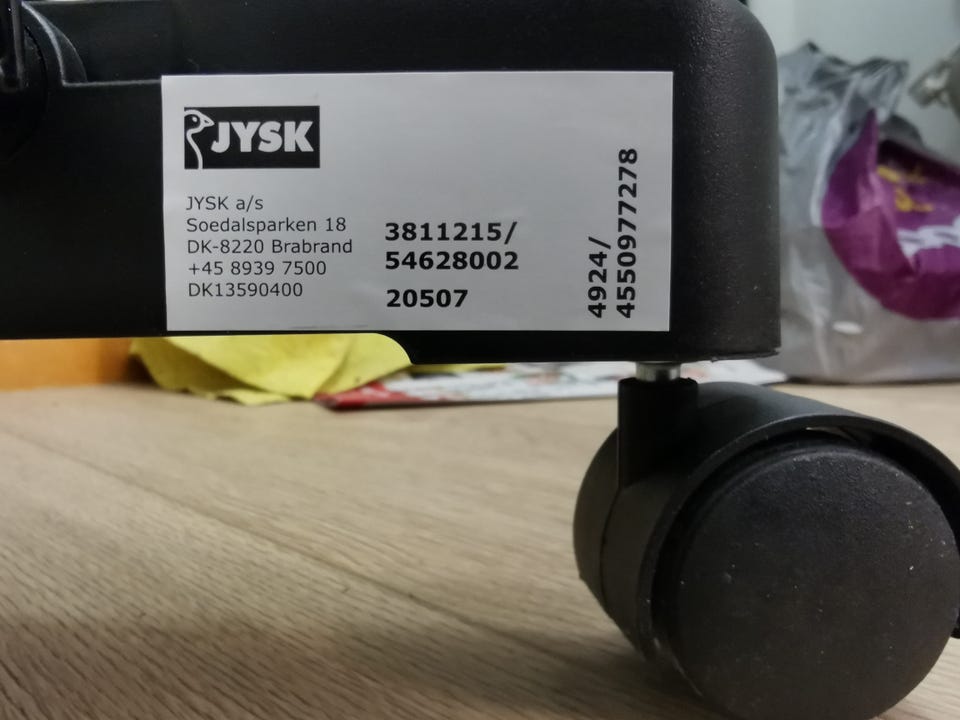 JYSK
JYSK a/s
Soedalsparken 18
DK-8220 Brabrand
+45 8939 7500
DK13590400
3811215/
54628002
20507
4924/
4550977278